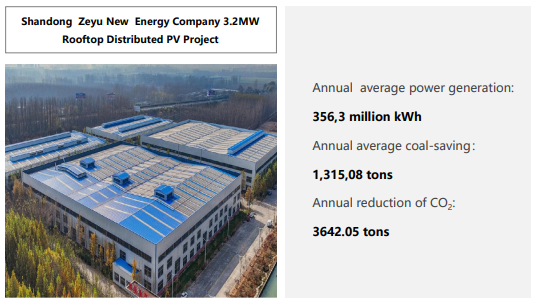 Shandong Zeyu New Energy Company 3.2MW
Rooftop Distributed PV Project
Annual average power generation:
356,3 million kWh
Annual average coal-saving:
1,315,08 tons
Annual reduction of CO₂:
3642.05 tons